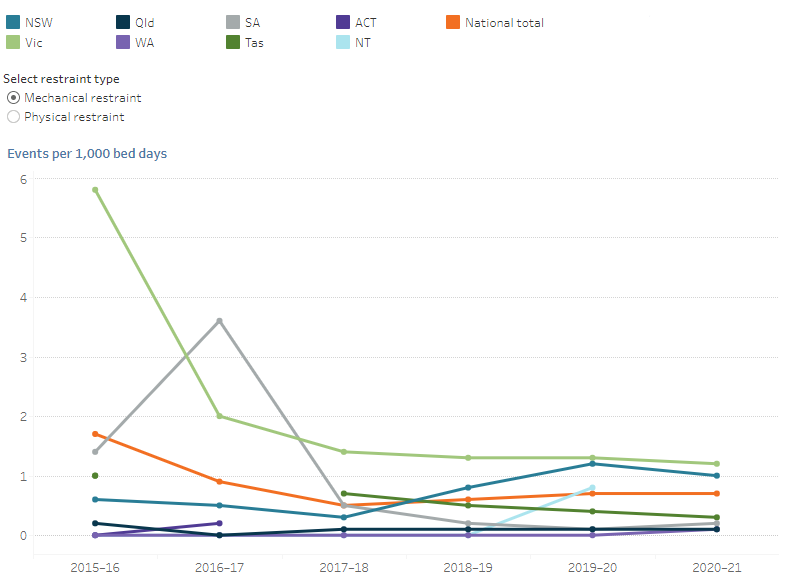 NSW Qld SA ACT National total
Vic WA Tas NT
Select restraint type
Mechanical restraint
Physical restraint
Events per 1,000 bed days
6
5
4
3
2
1
0
2015–16 2016–17 2017–18 2018–19 2019–20 2020–21